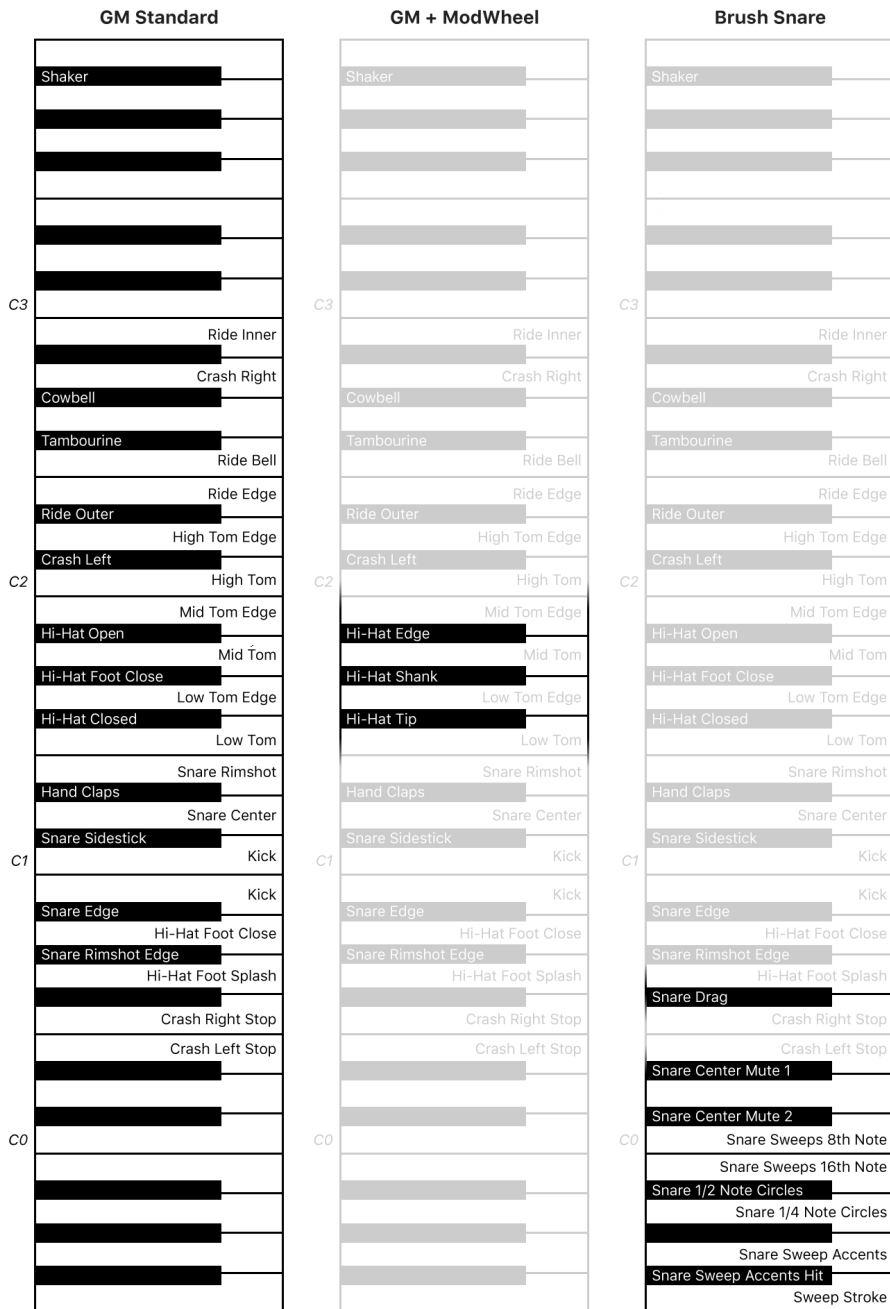 GM Standard
Shaker
C3
Ride Inner
Crash Right
Cowbell
Tambourine
Ride Bell
Ride Edge
Ride Outer
High Tom Edge
Crash Left
C2
High Tom
Mid Tom Edge
Hi-Hat Open
Mid Tom
Hi-Hat Foot Close
Low Tom Edge
Hi-Hat Closed
Low Tom
Snare Rimshot
Hand Claps
Snare Center
Snare Sidestick
C1
Kick
Kick
Snare Edge
Hi-Hat Foot Close
Snare Rimshot Edge
Hi-Hat Foot Splash
Crash Right Stop
Crash Left Stop
C0
GM + ModWheel
Shaker
C3
Ride Inner
Crash Right
Cowbell
Tambourine
Ride Bell
Ride Edge
Ride Outer
High Tom Edge
Crash Left
C2
High Tom
Mid Tom Edge
Hi-Hat Edge
Mid Tom
Hi-Hat Shank
Low Tom Edge
Hi-Hat Tip
Low Tom
Snare Rimshot
Hand Claps
Snare Center
Snare Sidestick
C1
Kick
Kick
Snare Edge
Hi-Hat Foot Close
Snare Rimshot Edge
Hi-Hat Foot Splash
Crash Right Stop
Crash Left Stop
C0
Brush Snare
Shaker
C3
Ride Inner
Crash Right
Cowbell
Tambourine
Ride Bell
Ride Edge
Ride Outer
High Tom Edge
Crash Left
C2
High Tom
Mid Tom Edge
Hi-Hat Open
Mid Tom
Hi-Hat Foot Close
Low Tom Edge
Hi-Hat Closed
Low Tom
Snare Rimshot
Hand Claps
Snare Center
Snare Sidestick
C1
Kick
Kick
Snare Edge
Hi-Hat Foot Close
Snare Rimshot Edge
Hi-Hat Foot Splash
Snare Drag
Crash Right Stop
Crash Left Stop
Snare Center Mute 1
Snare Center Mute 2
C0
Snare Sweeps 8th Note
Snare Sweeps 16th Note
Snare 1/2 Note Circles
Snare 1/4 Note Circles
Snare Sweep Accents
Snare Sweep Accents Hit
Sweep Stroke